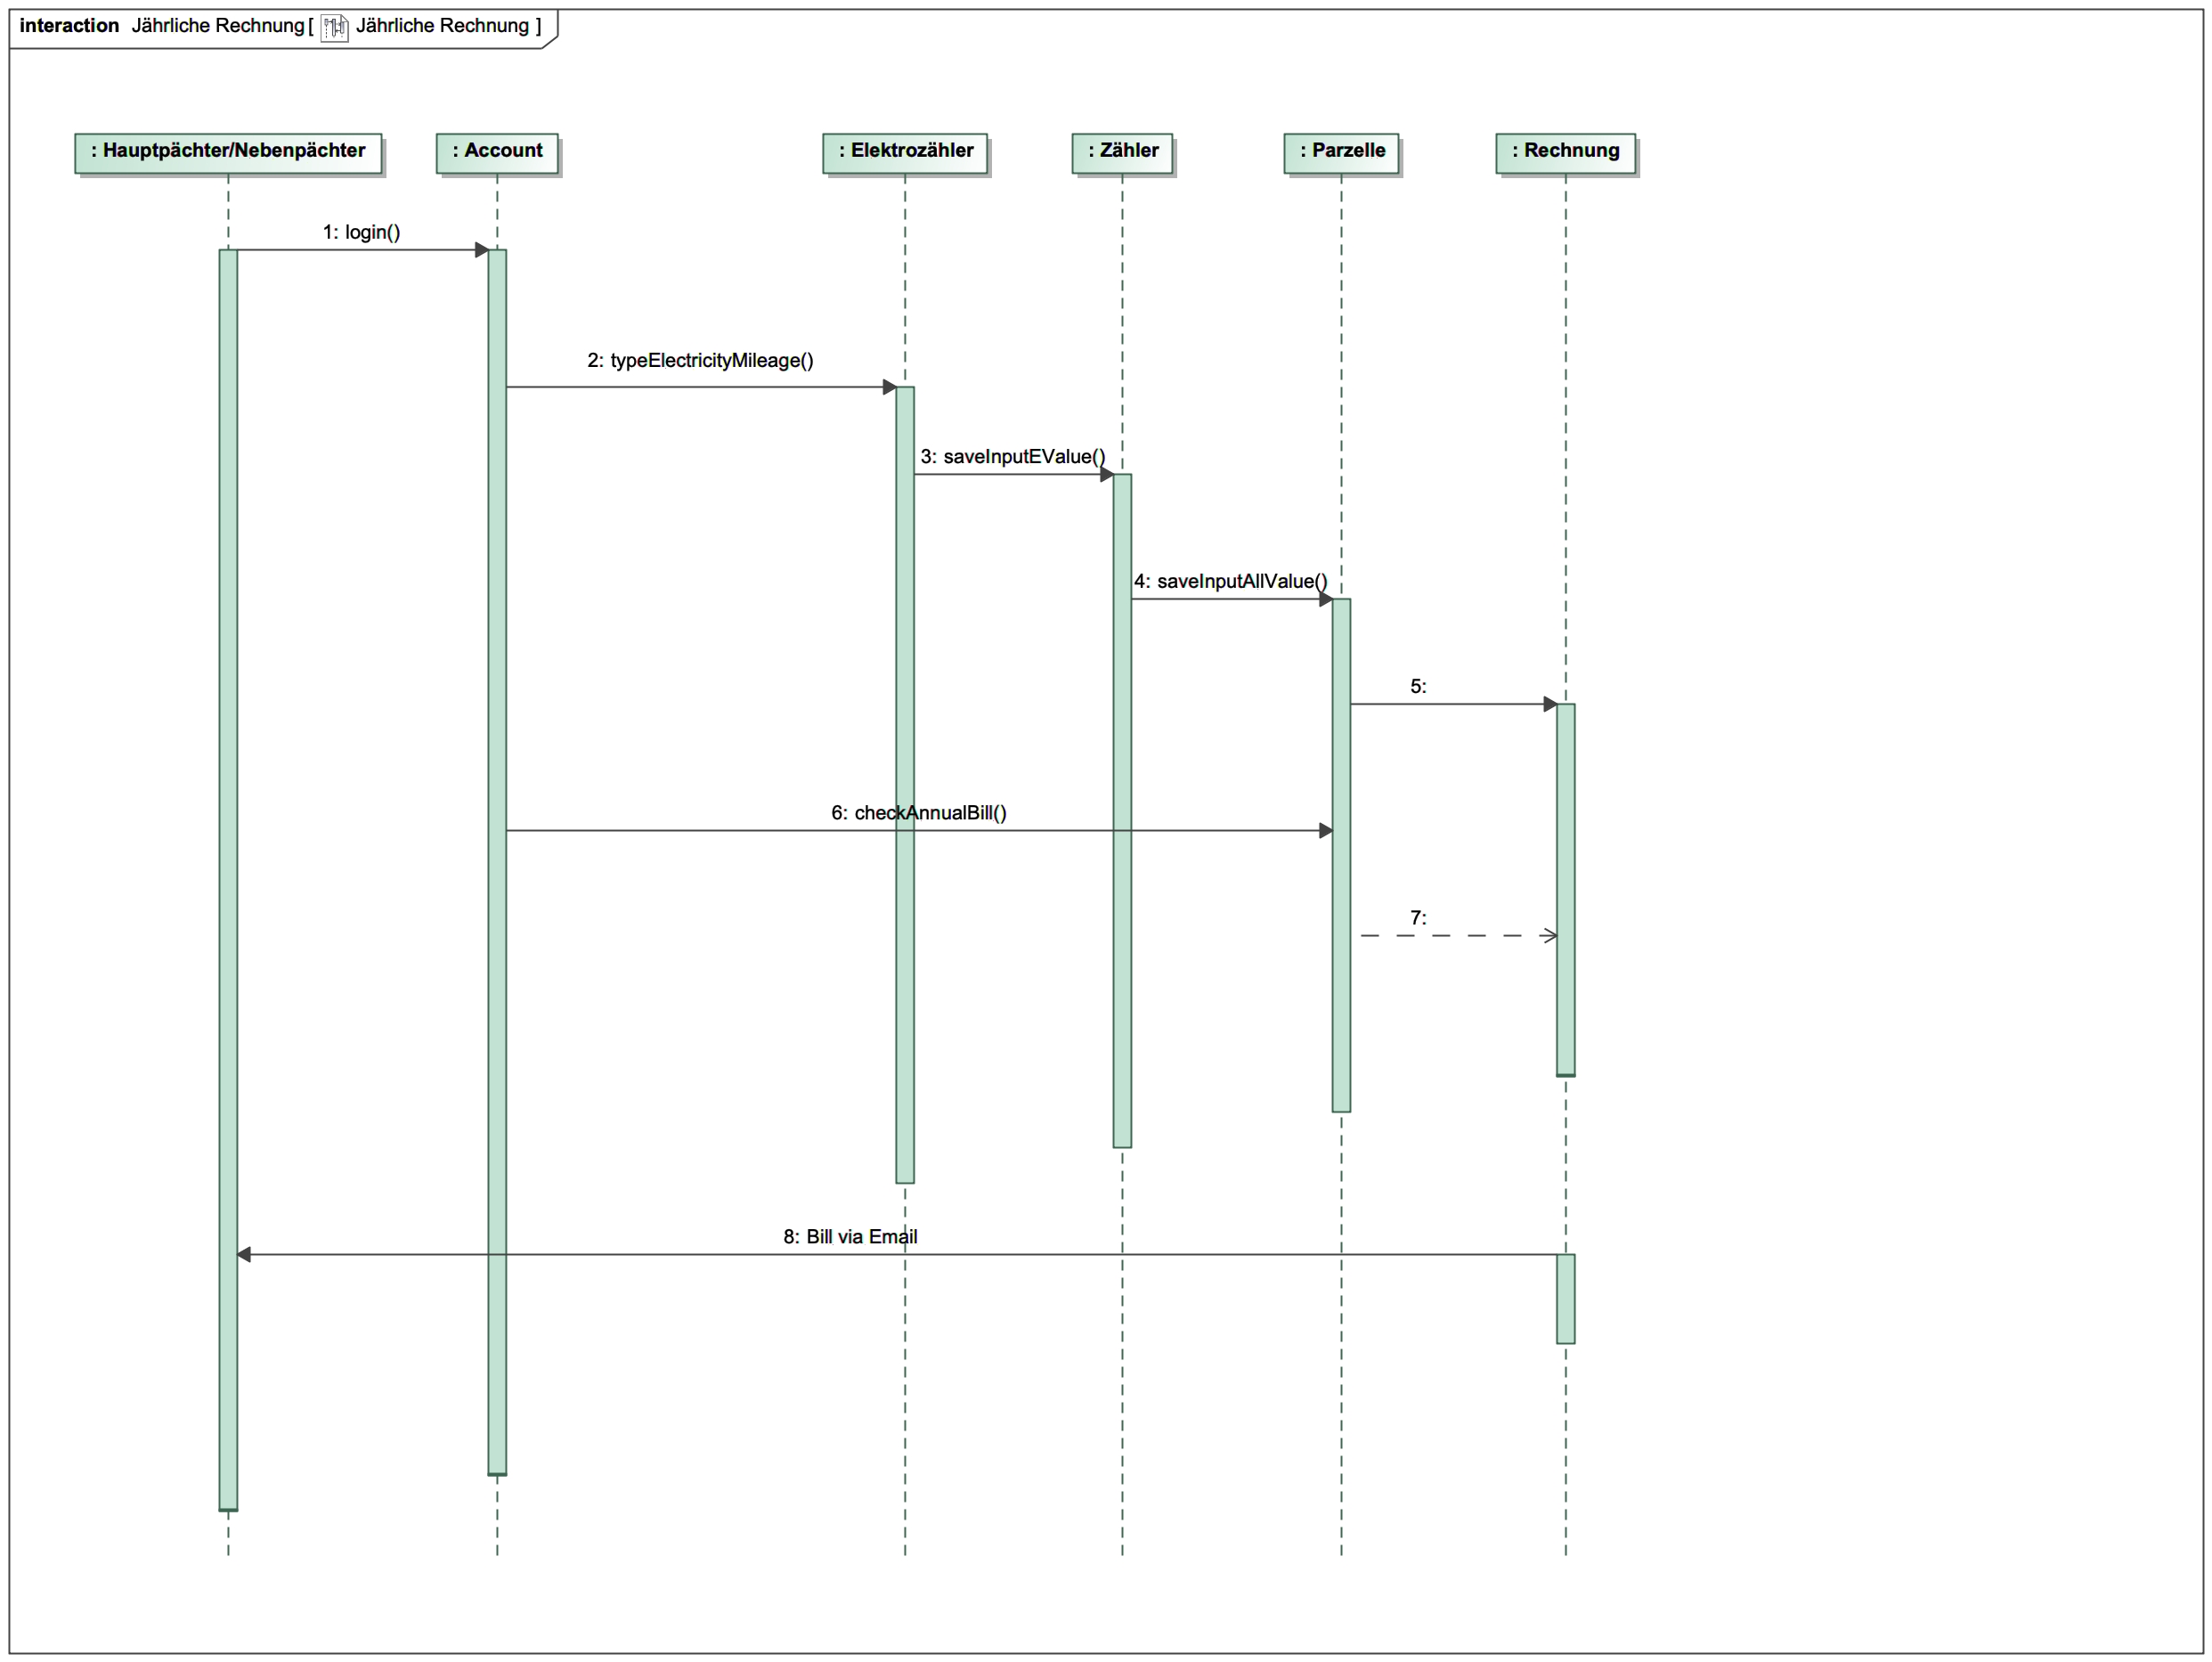 interaction Jährliche Rechnung [ Jährliche Rechnung ]
: Hauptpächter/Nebenpächter : Account : Elektrozähler : Zähler : Parzelle : Rechnung
1: login()
2: typeElectricityMileage()
3: saveInputEValue()
4: saveInputAllValue()
5:
6: checkAnnualBill()
7:
8: Bill via Email